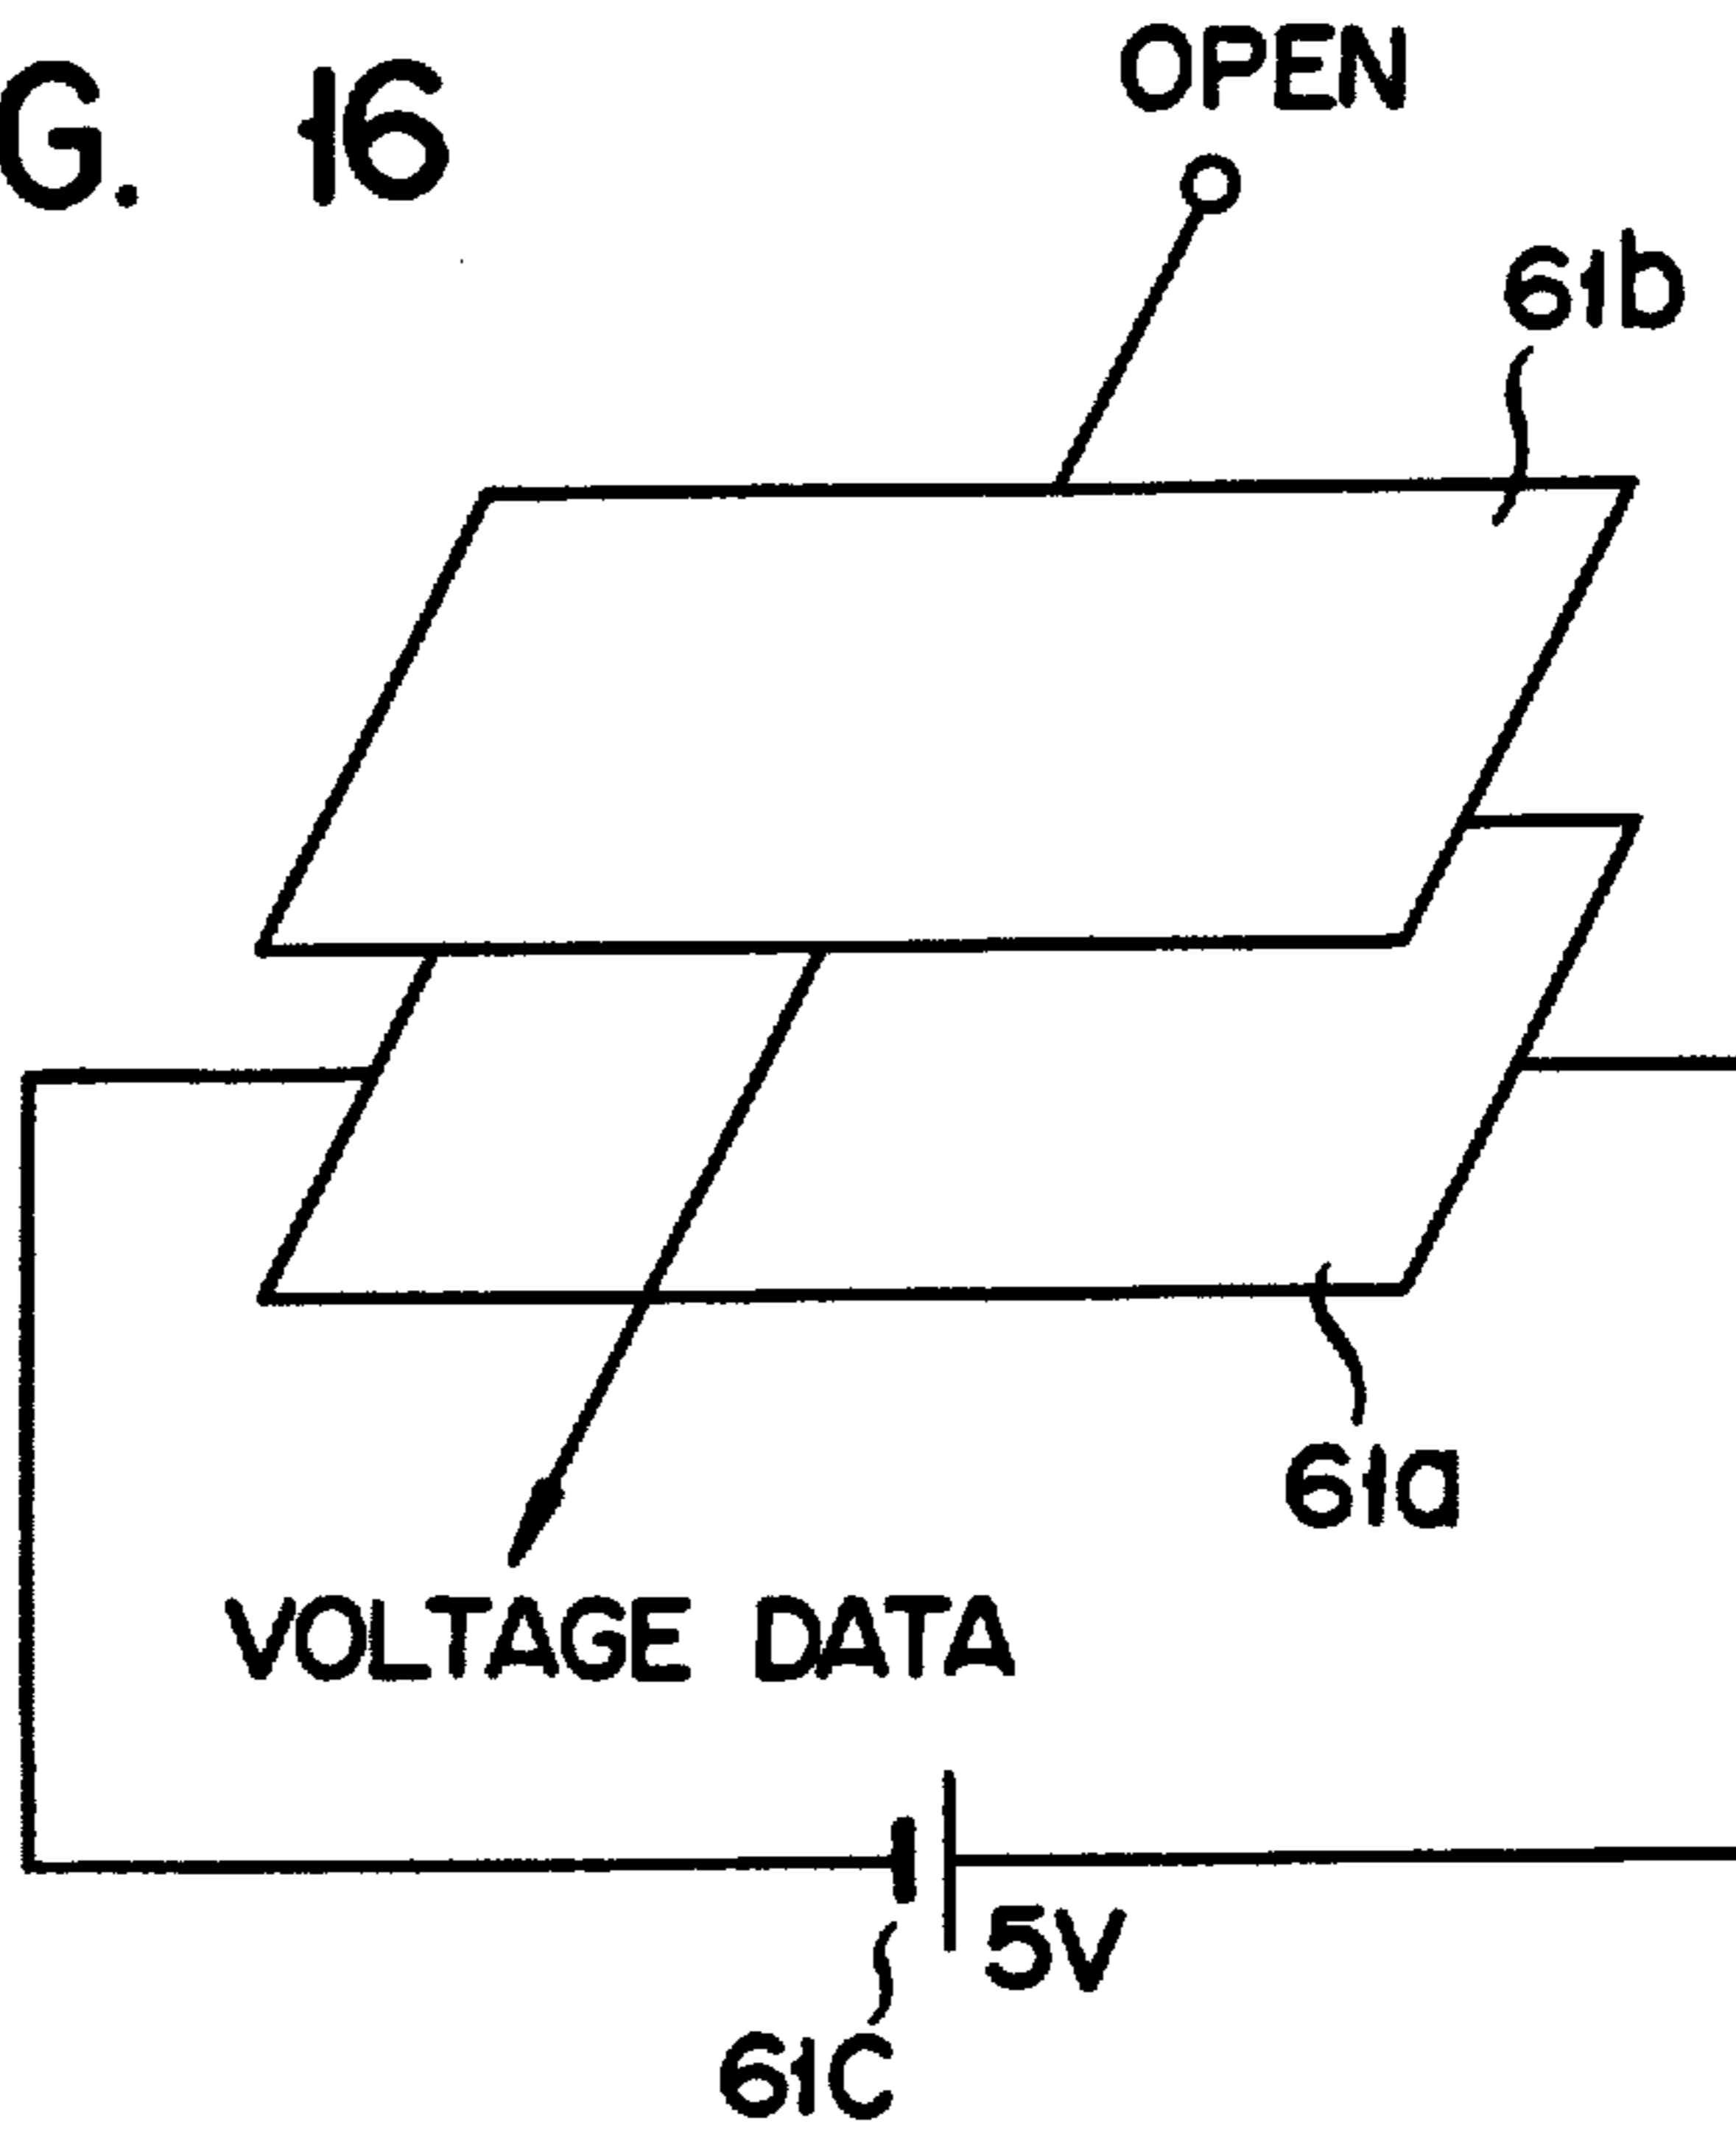 G. 16
OPEN
61b
61a
VOLTAGE DATA
5V
61C